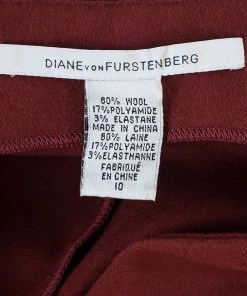 DIANE VON FURSTENBERG
80% WOOL
17%POLYAMIDE
3% ELASTANE
MADE IN CHINA
80% LAINE
17%POLYAMIDE
3%ELASTHANNE
FABRIQUÉ
EN CHINE
10